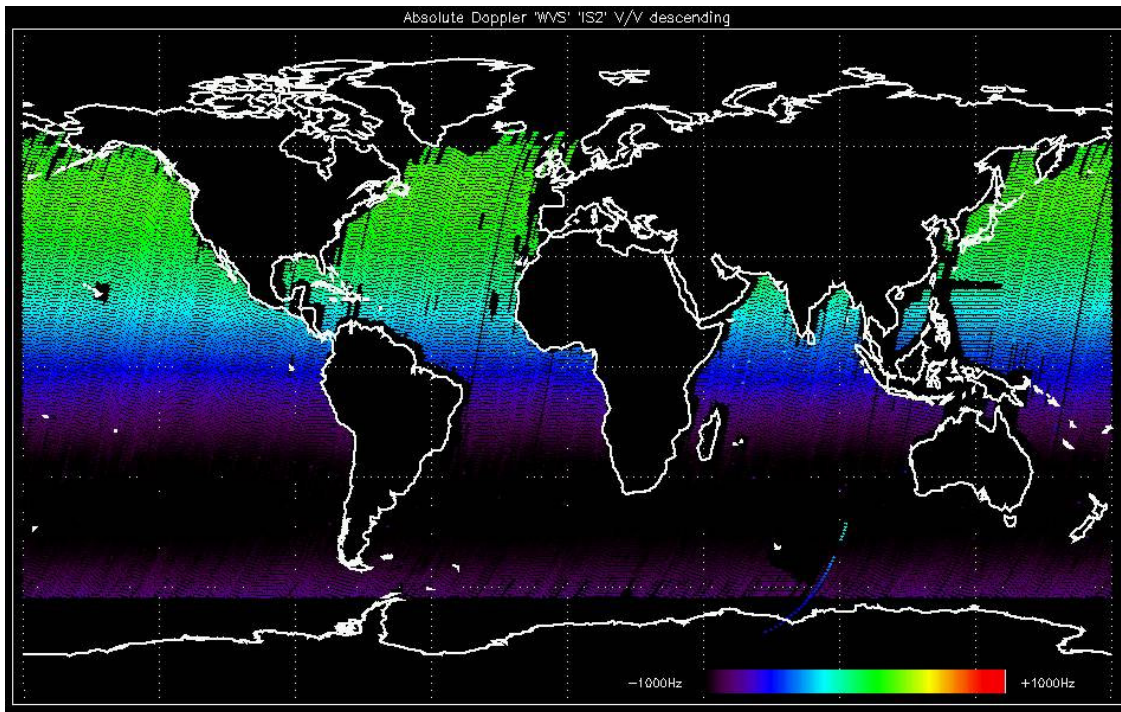 Absolute Doppler 'WVS' 'IS2' V/V descending
-1000Hz +1000Hz